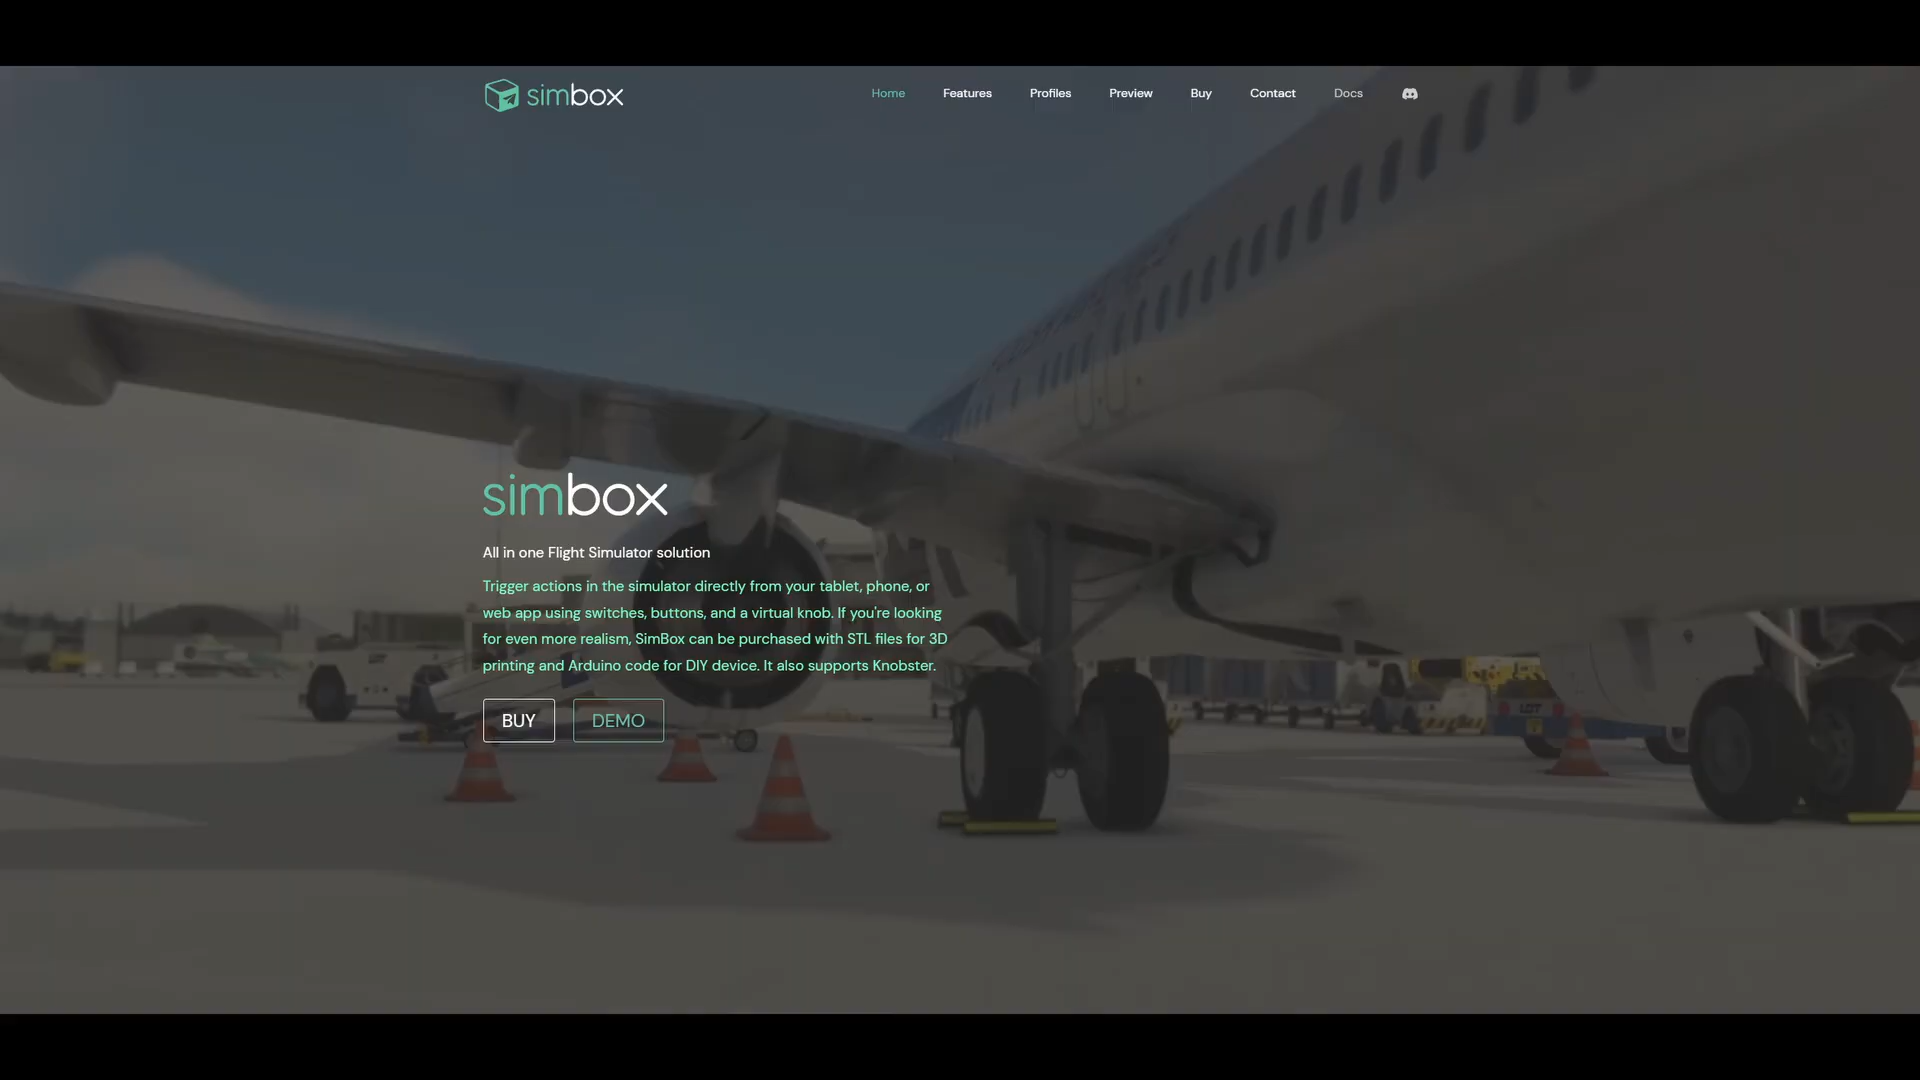 simbox
Home Features Profiles Preview Buy Contact Docs
simbox
All in one Flight Simulator solution
Trigger actions in the simulator directly from your tablet, phone, or
web app using switches, buttons, and a virtual knob. If you're looking
for even more realism, SimBox can be purchased with STL files for 3D
printing and Arduino code for DIY device. It also supports Knobster.
BUY DEMO
LOT